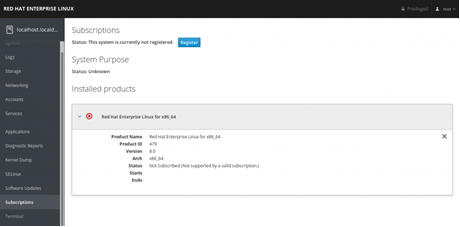 RED HAT ENTERPRISE LINUX
Privileged
root
localhost.locald...
System
Logs
Storage
Networking
Accounts
Services
Applications
Diagnostic Reports
Kernel Dump
SELinux
Software Updates
Subscriptions
Terminal
Subscriptions
Status: This system is currently not registered. Register
System Purpose
Status: Unknown
Installed products
Red Hat Enterprise Linux for x86_64
Product Name Red Hat Enterprise Linux for x86_64
Product ID 479
Version 8.0
Arch x86_64
Status Not Subscribed (Not supported by a valid subscription.)
Starts
Ends